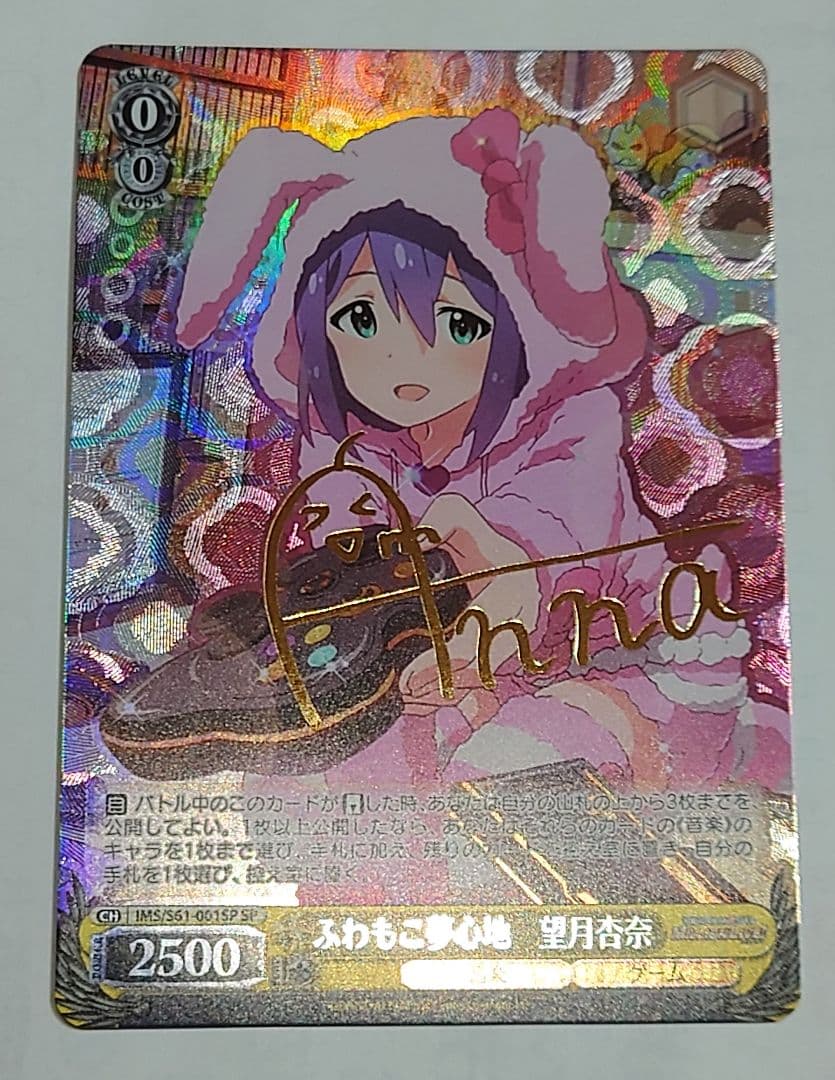 LEVEL
0
0
COST
Anna
バトル中のこのカードが した時、あなたは自分の山札の上から3枚までを
公開してよい。1枚以上公開したなら、あなたはそれらのカードの《音楽》の
キャラを1枚まで選び、手札に加え、残りのカードを控え室に置き、自分の
手札を1枚選び、控え室に置く。
CH IMS/S61-001SP SP
ふわもこ夢心地 望月杏奈
POWER 2500
音楽 ゲーム